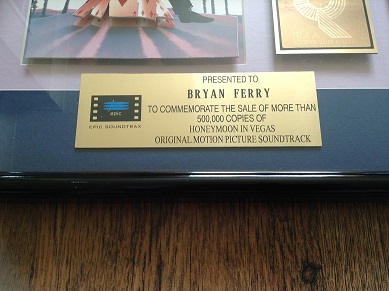 PRESENTED TO
BRYAN FERRY
TO COMMEMORATE THE SALE OF MORE THAN
500,000 COPIES OF
HONEYMOON IN VEGAS
ORIGINAL MOTION PICTURE SOUNDTRACK
epic
EPIC SOUNDTRAX